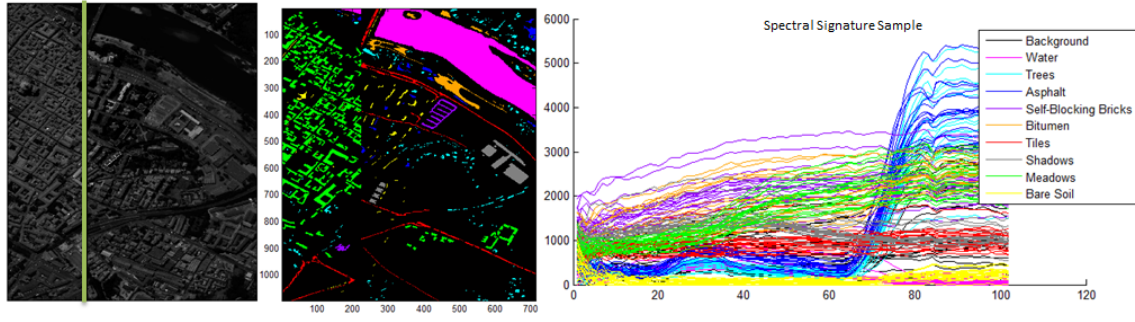 100
200
300
400
500
600
700
800
900
1000
100 200 300 400 500 600 700
Spectral Signature Sample
6000
5000
4000
3000
2000
1000
0
0 20 40 60 80 100 120
Background
Water
Trees
Asphalt
Self-Blocking Bricks
Bitumen
Tiles
Shadows
Meadows
Bare Soil